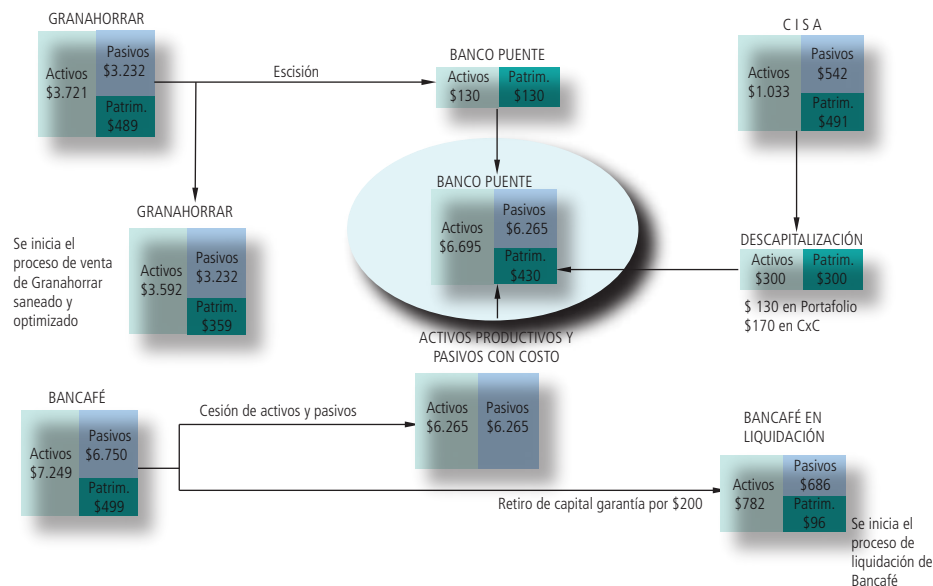 GRANAHORRAR
Activos
$3.721
Pasivos
$3.232
Patrim.
$489
Escisión
BANCO PUENTE
Activos
$130
Patrim.
$130
C I S A
Activos
$1.033
Pasivos
$542
Patrim.
$491
GRANAHORRAR
Activos
$3.592
Pasivos
$3.232
Patrim.
$359
Se inicia el
proceso de venta
de Granahorrar
saneado y
optimizado
BANCO PUENTE
Activos
$6.695
Pasivos
$6.265
Patrim.
$430
DESCAPITALIZACIÓN
Activos
$300
Patrim.
$300
$ 130 en Portafolio
$170 en CxC
ACTIVOS PRODUCTIVOS Y
PASIVOS CON COSTO
Activos
$6.265
Pasivos
$6.265
BANCAFÉ
Activos
$7.249
Pasivos
$6.750
Patrim.
$499
Cesión de activos y pasivos
Retiro de capital garantía por $200
BANCAFÉ EN
LIQUIDACIÓN
Activos
$782
Pasivos
$686
Patrim.
$96
Se inicia el
proceso de
liquidación de
Bancafé